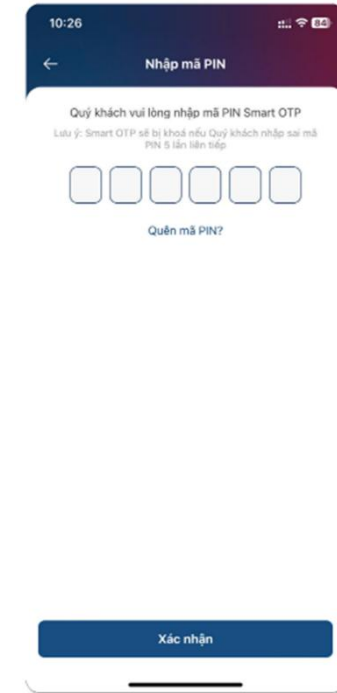 10:26
84
Nhập mã PIN
Quý khách vui lòng nhập mã PIN Smart OTP
Lưu ý: Smart OTP sẽ bị khoá nếu Quý khách nhập sai mã
PIN 5 lần liên tiếp
Quên mã PIN?
Xác nhận